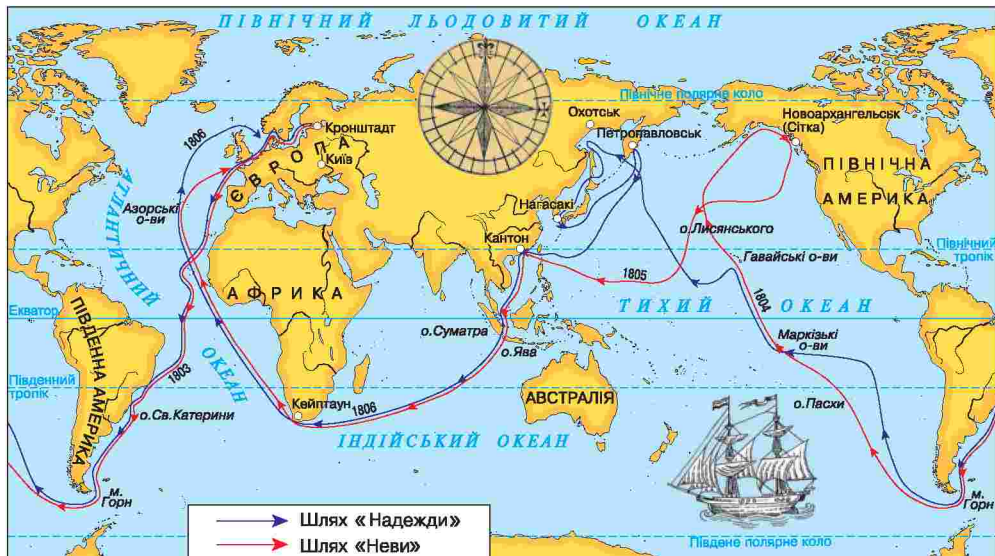 ПІВНІЧНИЙ ЛЬОДОВИТИЙ ОКЕАН
Північне полярне коло
Охотськ
Петропавловськ
Новоархангельськ
(Сітка)
1806
Кронштадт
Київ
ЄВРОПА
ПІВНІЧНА
АМЕРИКА
АТЛАНТИЧНИЙ
ОКЕАН
Азорські
о-ви
Нагасакі
Кантон
о.Лисянського
Північний
тропік
Гавайські о-ви
1805
1804
АФРИКА
ТИХИЙ ОКЕАН
Екватор
о.Суматра
о.Ява
Маркізькі
о-ви
ПІВДЕННА АМЕРИКА
1803
Південний
тропік
о.Св.Катерини
Кейптаун
1806
АВСТРАЛІЯ
о.Пасхи
ІНДІЙСЬКИЙ ОКЕАН
м.
Горн
м.
Горн
Шлях «Надежди»
Шлях «Неви»
Південе полярне коло